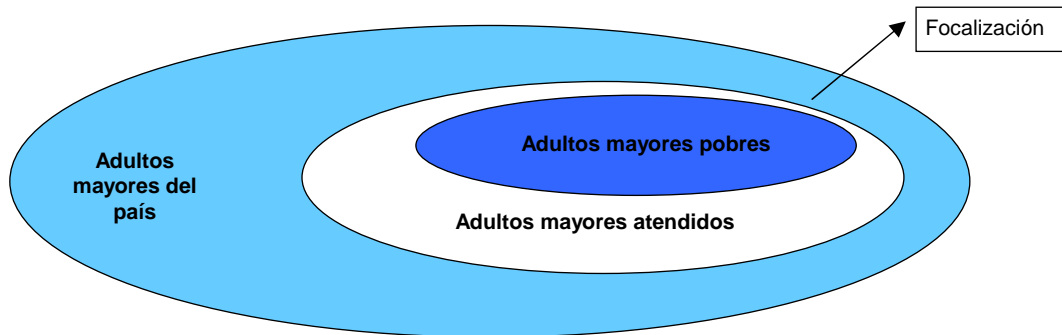 Focalización
Adultos mayores pobres
Adultos
mayores del
país
Adultos mayores atendidos